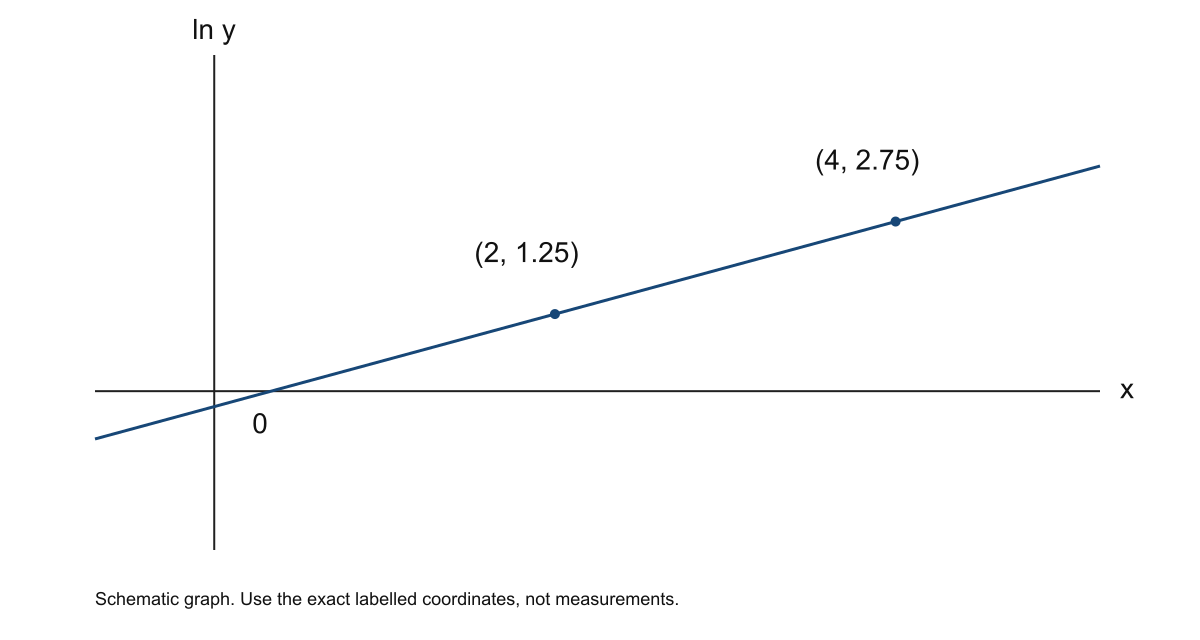 ln y
(4, 2.75)
(2, 1.25)
x
0
Schematic graph. Use the exact labelled coordinates, not measurements.